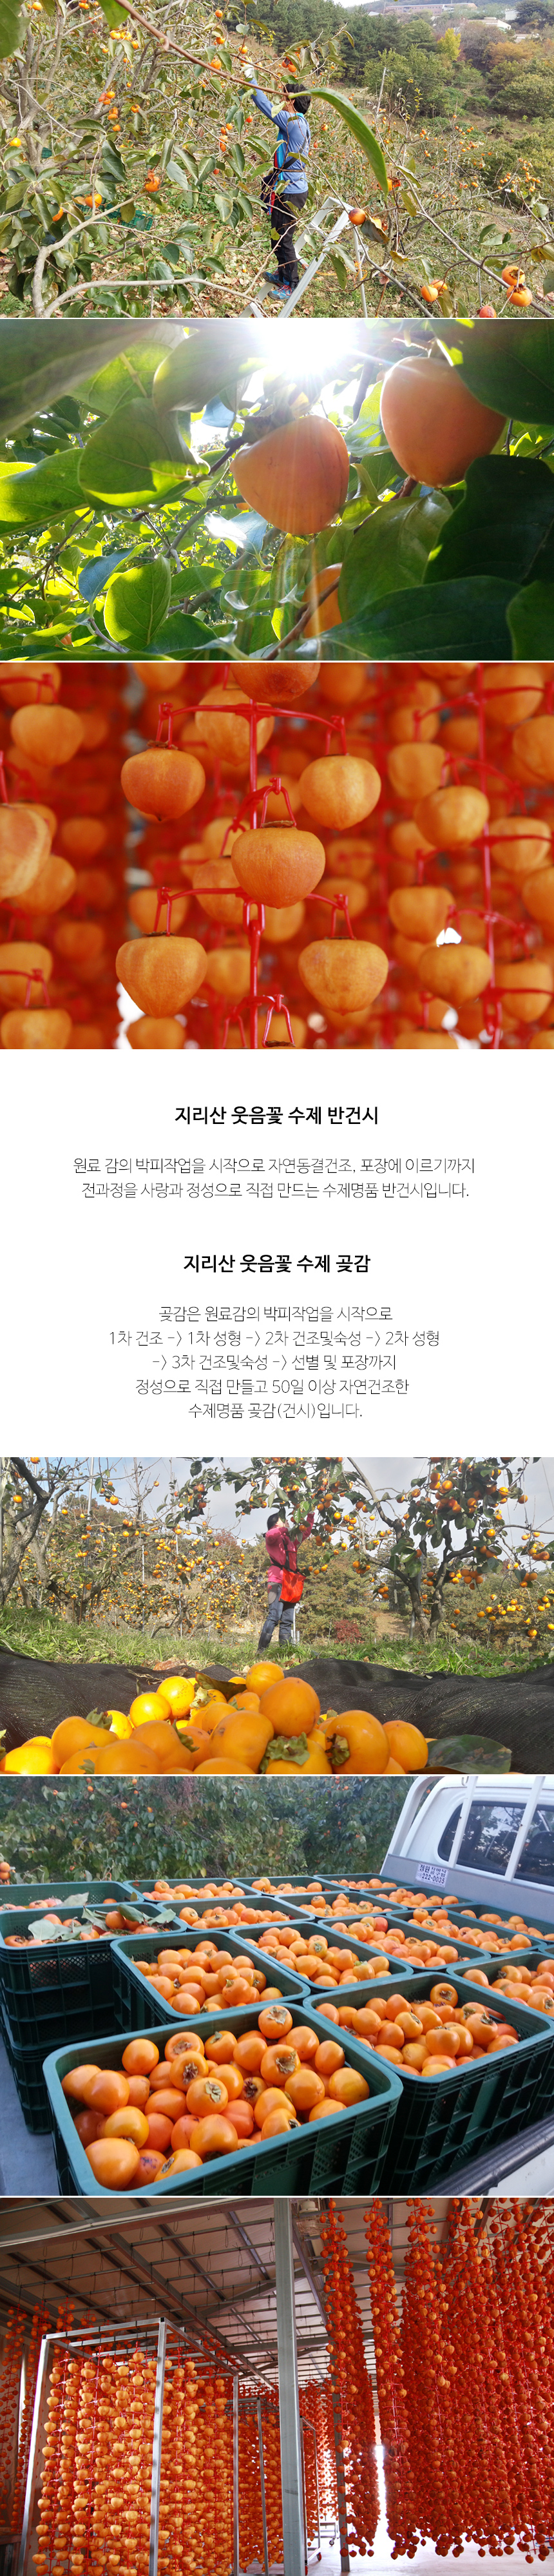 지리산 웃음꽃 수제 반건시
원료 감의 박피작업을 시작으로 자연동결건조, 포장에 이르기까지
전과정을 사랑과 정성으로 직접 만드는 수제명품 반건시입니다.
지리산 웃음꽃 수제 곶감
곶감은 원료감의 박피작업을 시작으로
1차 건조 -> 1차 성형 -> 2차 건조및숙성 -> 2차 성형
-> 3차 건조및숙성 -> 선별 및 포장까지
정성으로 직접 만들고 50일 이상 자연건조한
수제명품 곶감(건시)입니다.